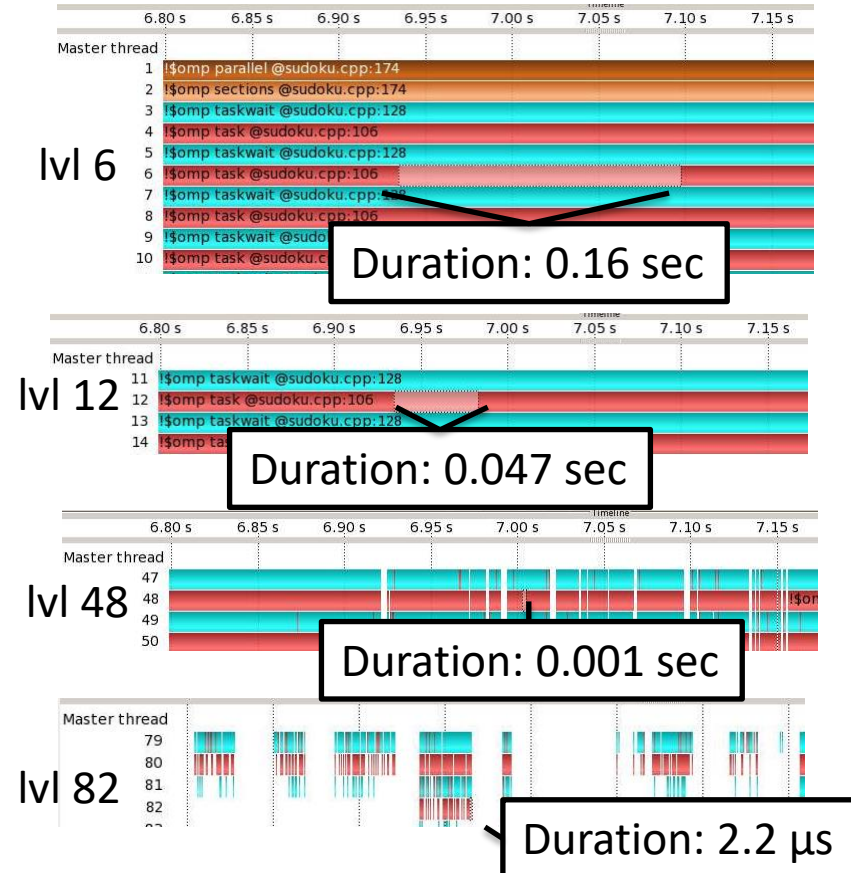 Timeline
6.80 s 6.85 s 6.90 s 6.95 s 7.00 s 7.05 s 7.10 s 7.15 s
Master thread
1 !$omp parallel @sudoku.cpp:174
2 !$omp sections @sudoku.cpp:174
3 !$omp taskwait @sudoku.cpp:128
4 !$omp task @sudoku.cpp:106
5 !$omp taskwait @sudoku.cpp:128
lvl 6
6 !$omp task @sudoku.cpp:106
7 !$omp taskwait @sudoku.cpp:128
8 !$omp task @sudoku.cpp:106
9 !$omp taskwait @sudo
10 !$omp task @sudoku.c
Duration: 0.16 sec
Timeline
6.80 s 6.85 s 6.90 s 6.95 s 7.00 s 7.05 s 7.10 s 7.15 s
Master thread
11 !$omp taskwait @sudoku.cpp:128
lvl 12
12 !$omp task @sudoku.cpp:106
13 !$omp taskwait @sudoku.cpp:128
14 !$omp tas
Duration: 0.047 sec
Timeline
6.80 s 6.85 s 6.90 s 6.95 s 7.00 s 7.05 s 7.10 s 7.15 s
Master thread
47
lvl 48
48 !$on
49
50
Duration: 0.001 sec
Master thread
79
80
81
lvl 82
82
Duration: 2.2 µs